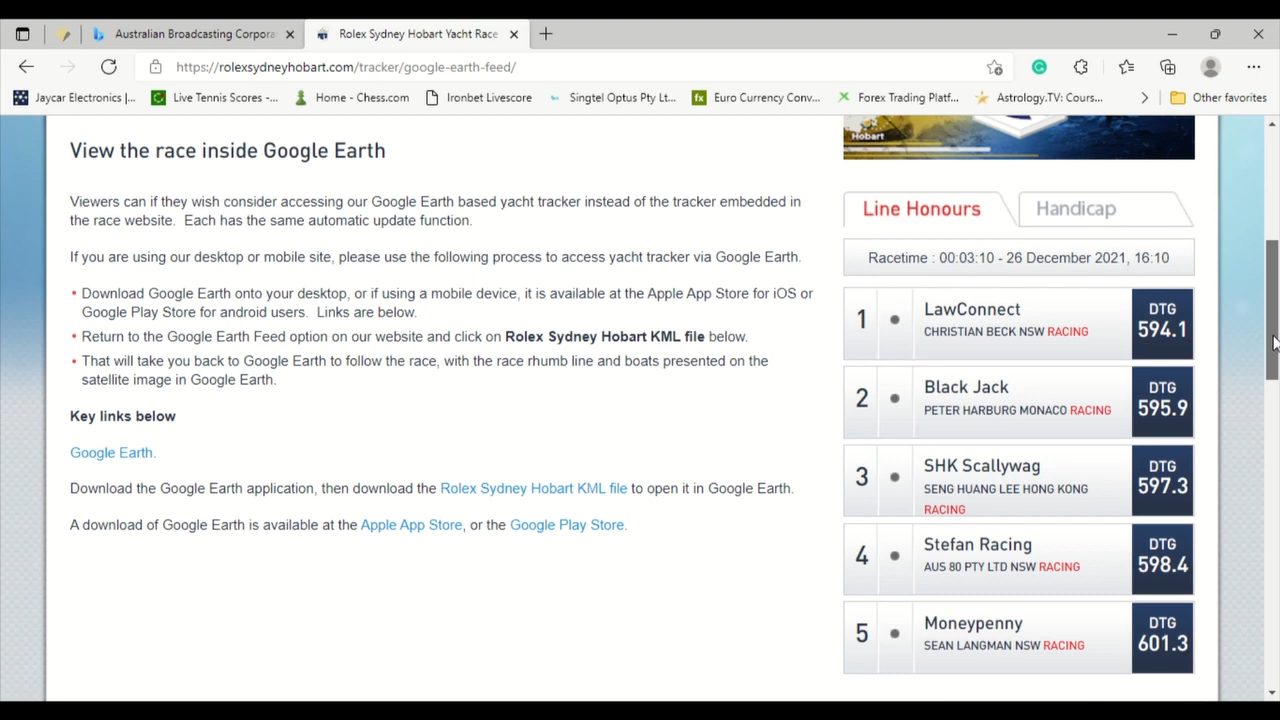 Australian Broadcasting Corpora
Rolex Sydney Hobart Yacht Race
https://rolexsydneyhobart.com/tracker/google-earth-feed/
Jaycar Electronics |...
Live Tennis Scores -...
Home - Chess.com
Ironbet Livescore
Singtel Optus Pty Lt...
fx
Euro Currency Conv...
Forex Trading Platf...
Astrology.TV: Cours...
Other favorites
Hobart
View the race inside Google Earth
Viewers can if they wish consider accessing our Google Earth based yacht tracker instead of the tracker embedded in
the race website. Each has the same automatic update function.
If you are using our desktop or mobile site, please use the following process to access yacht tracker via Google Earth.
• Download Google Earth onto your desktop, or if using a mobile device, it is available at the Apple App Store for iOS or
Google Play Store for android users. Links are below.
• Return to the Google Earth Feed option on our website and click on Rolex Sydney Hobart KML file below.
• That will take you back to Google Earth to follow the race, with the race rhumb line and boats presented on the
satellite image in Google Earth.
Key links below
Google Earth.
Download the Google Earth application, then download the Rolex Sydney Hobart KML file to open it in Google Earth.
A download of Google Earth is available at the Apple App Store, or the Google Play Store.
Line Honours
Handicap
Racetime : 00:03:10 - 26 December 2021, 16:10
1
LawConnect
CHRISTIAN BECK NSW RACING
DTG
594.1
2
Black Jack
PETER HARBURG MONACO RACING
DTG
595.9
3
SHK Scallywag
SENG HUANG LEE HONG KONG
RACING
DTG
597.3
4
Stefan Racing
AUS 80 PTY LTD NSW RACING
DTG
598.4
5
Moneypenny
SEAN LANGMAN NSW RACING
DTG
601.3